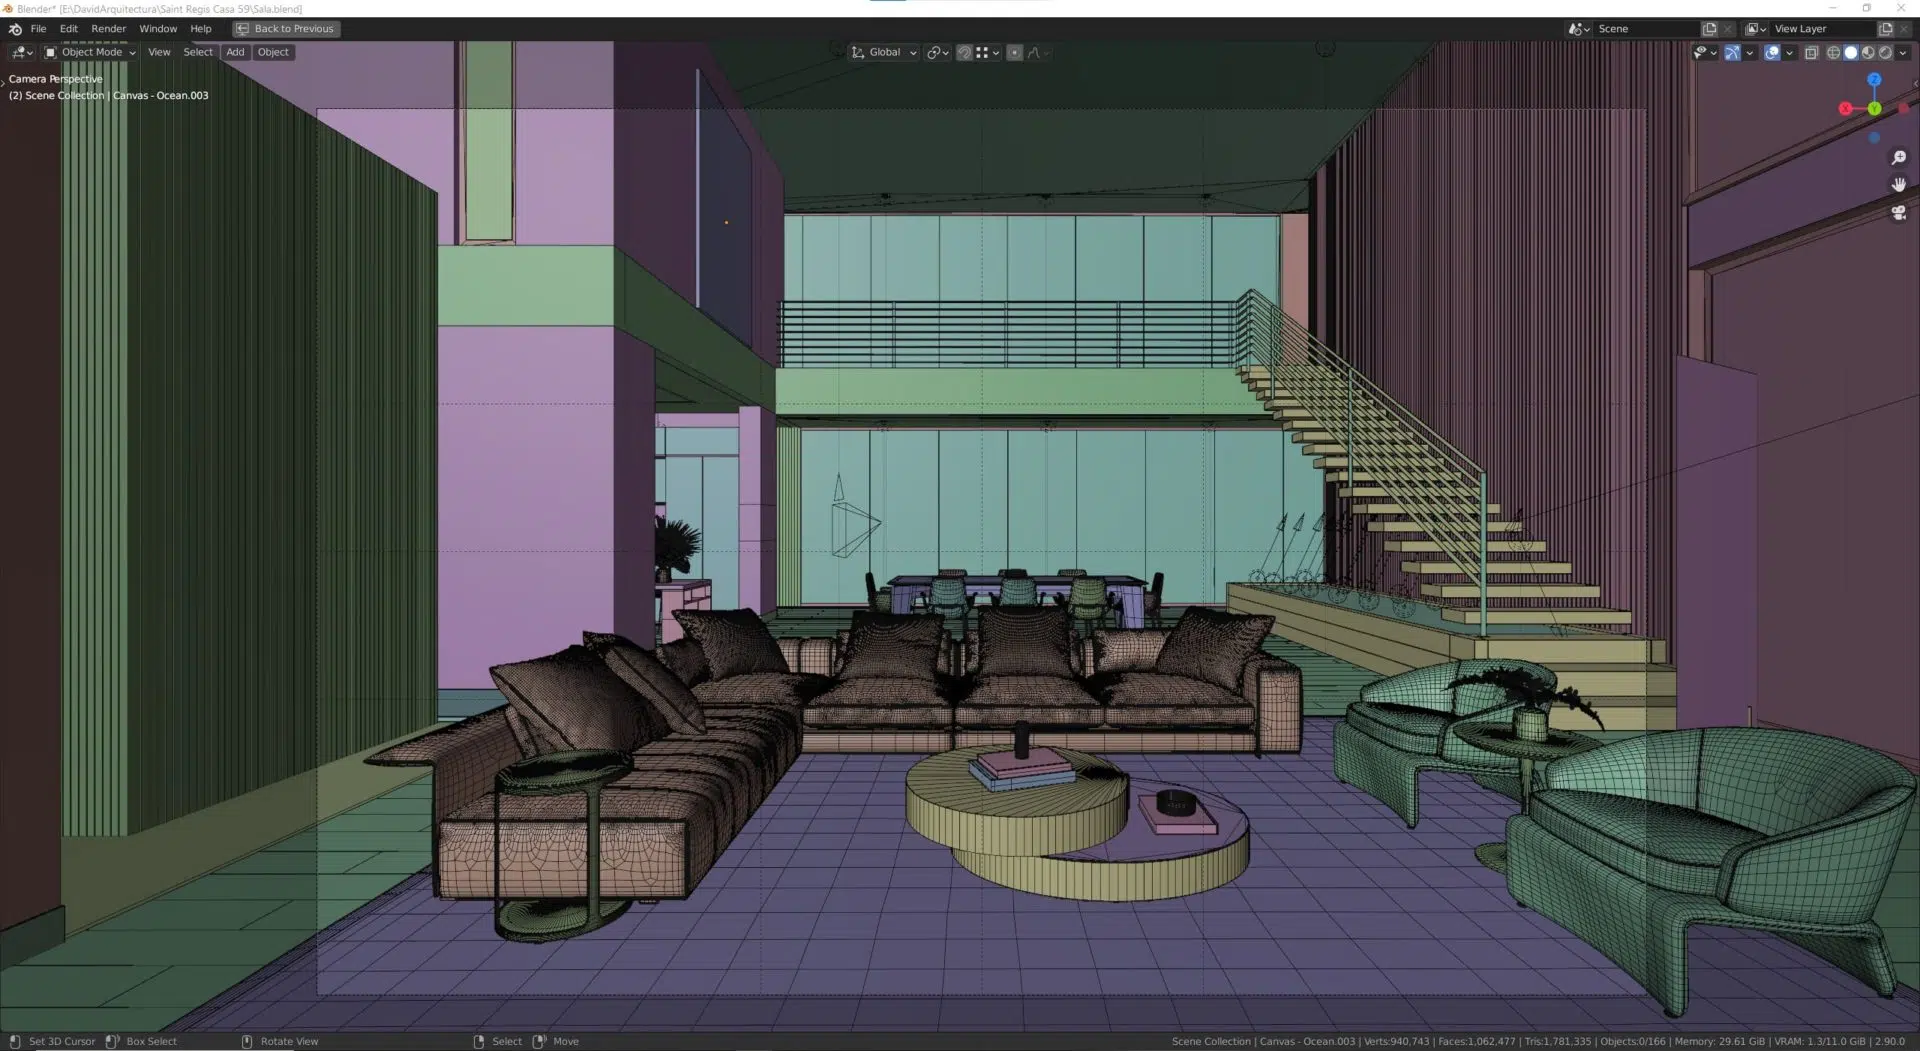 Blender* [E:\DavidArquitectura\Saint Regis Casa 59\Sala.blend]
File Edit Render Window Help Back to Previous
Scene
View Layer
Object Mode View Select Add Object
Global
Camera Perspective
(2) Scene Collection | Canvas - Ocean.003
Z
X
Y
Set 3D Cursor Box Select Rotate View Select Move
Scene Collection | Canvas - Ocean.003 | Verts:940,743 | Faces:1,062,477 | Tris:1,781,335 | Objects:0/166 | Memory: 29.61 GiB | VRAM: 1.3/11.0 GiB | 2.90.0